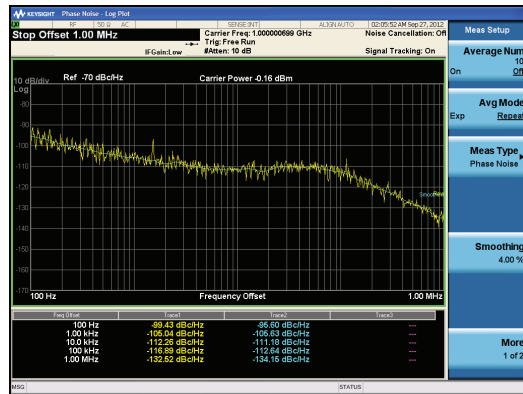 KEYSIGHT Phase Noise - Log Plot
RF 50 Ω AC SENSE:INT ALIGN AUTO 02:05:52 AM Sep 27, 2012
Stop Offset 1.00 MHz
Carrier Freq: 1.000000699 GHz Noise Cancellation: Off
Trig: Free Run
IFGain:Low #Atten: 10 dB Signal Tracking: On
Meas Setup
Average Num
10
On Off
Avg Mode
Exp Repeat
Meas Type
Phase Noise
Smoothing
4.00 %
More
1 of 2
10 dB/div Ref -70 dBc/Hz Carrier Power -0.16 dBm
Log
-80
-90
-100
-110
-120
-130
-140
-150
-160
-170
100 Hz Frequency Offset 1.00 MHz
Freq Offset Trace1 Trace2 Trace3
100 Hz -99.43 dBc/Hz -95.60 dBc/Hz ---
1.00 kHz -105.04 dBc/Hz -105.63 dBc/Hz ---
10.0 kHz -112.26 dBc/Hz -111.18 dBc/Hz ---
100 kHz -116.89 dBc/Hz -112.64 dBc/Hz ---
1.00 MHz -132.52 dBc/Hz -134.15 dBc/Hz ---
MSG STATUS